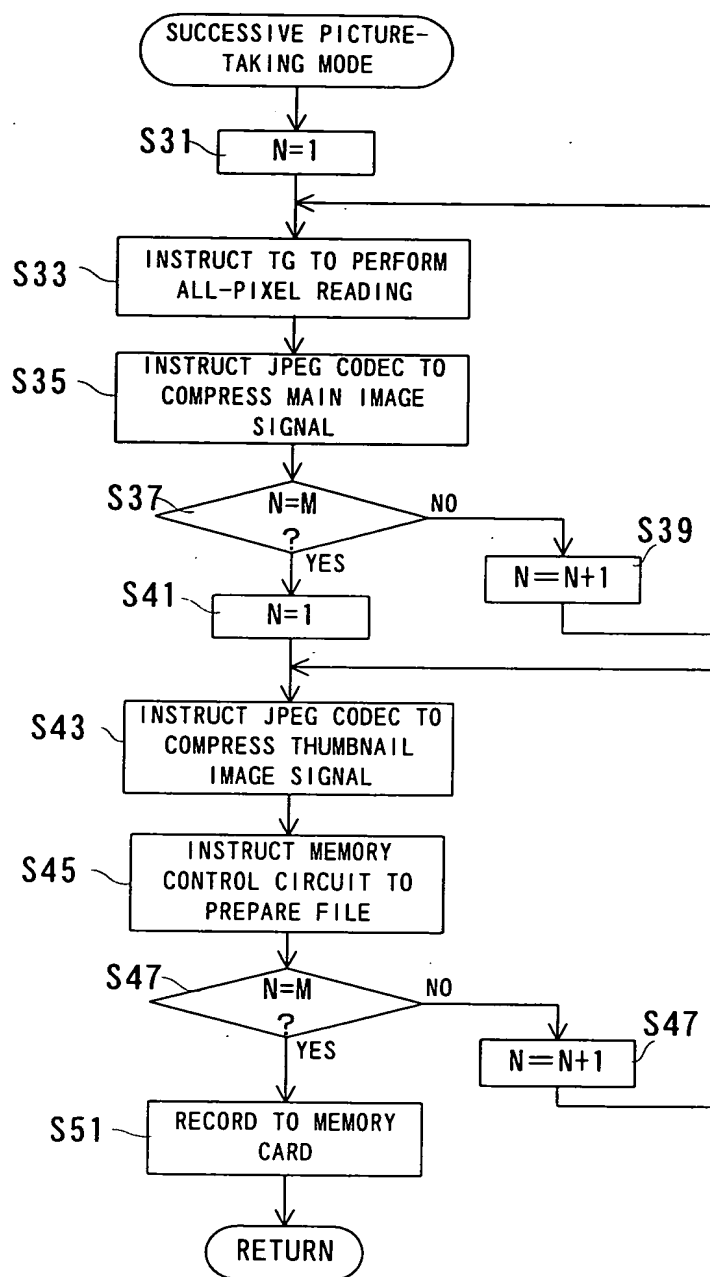 SUCCESSIVE PICTURE-
TAKING MODE
S31
N=1
S33
INSTRUCT TG TO PERFORM
ALL-PIXEL READING
S35
INSTRUCT JPEG CODEC TO
COMPRESS MAIN IMAGE
SIGNAL
S37
N=M
?
NO
YES
S39
N=N+1
S41
N=1
S43
INSTRUCT JPEG CODEC TO
COMPRESS THUMBNAIL
IMAGE SIGNAL
S45
INSTRUCT MEMORY
CONTROL CIRCUIT TO
PREPARE FILE
S47
N=M
?
NO
YES
S47
N=N+1
S51
RECORD TO MEMORY
CARD
RETURN